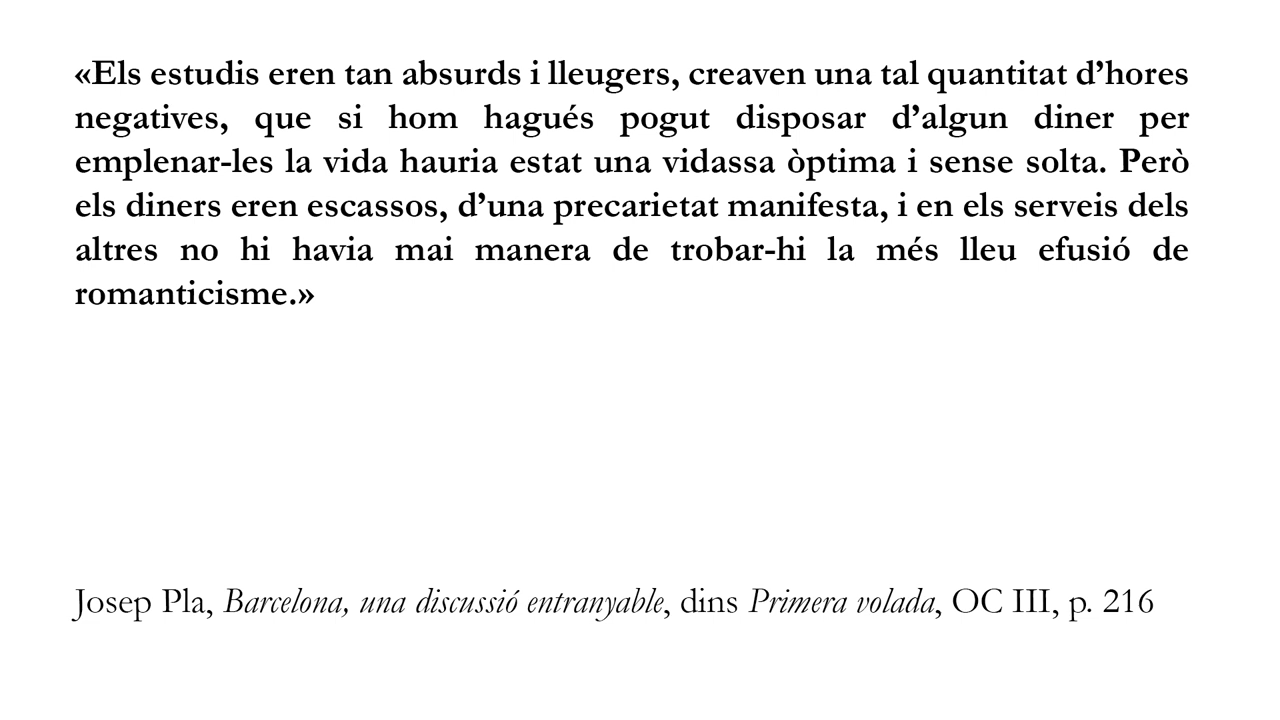 «Els estudis eren tan absurds i lleugers, creaven una tal quantitat d’hores
negatives, que si hom hagués pogut disposar d’algun diner per
emplenar-les la vida hauria estat una vidassa òptima i sense solta. Però
els diners eren escassos, d’una precarietat manifesta, i en els serveis dels
altres no hi havia mai manera de trobar-hi la més lleu efusió de
romanticisme.»
Josep Pla, Barcelona, una discussió entranyable, dins Primera volada, OC III, p. 216